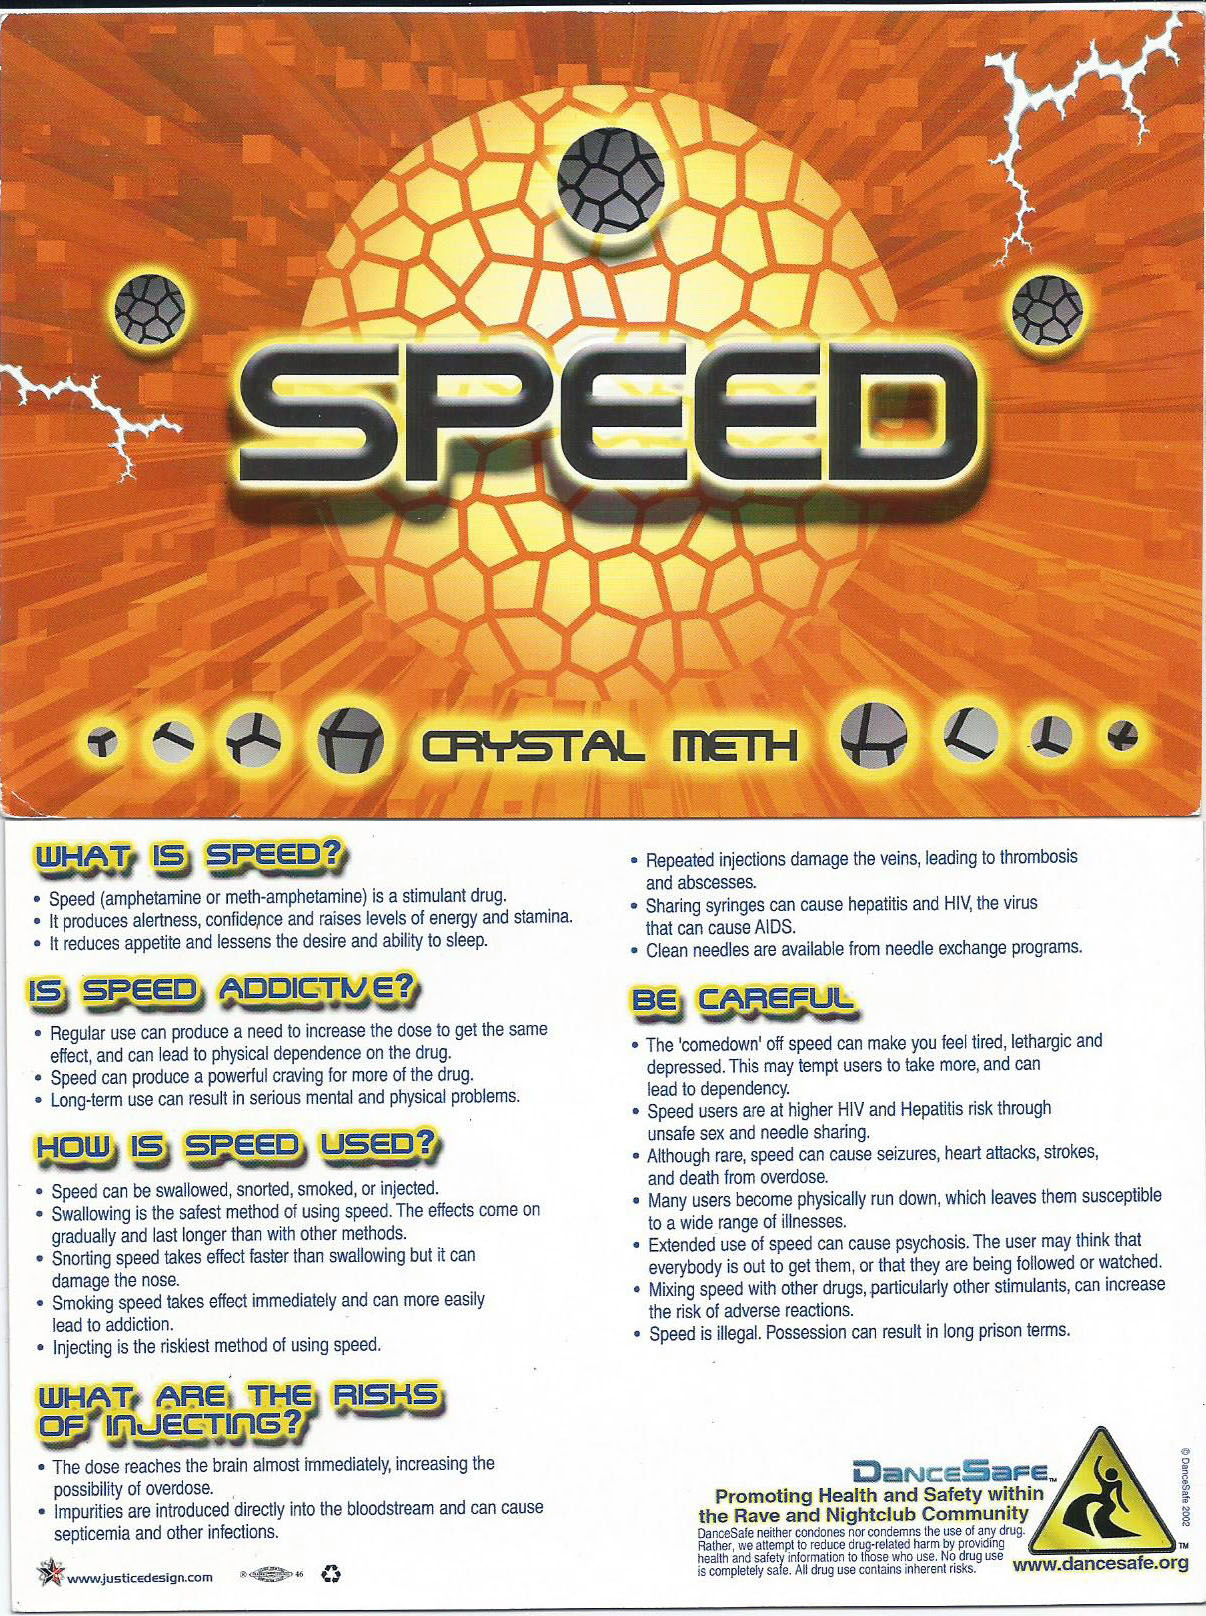 SPEED
CRYSTAL METH
WHAT IS SPEED?
• Speed (amphetamine or meth-amphetamine) is a stimulant drug.
• It produces alertness, confidence and raises levels of energy and stamina.
• It reduces appetite and lessens the desire and ability to sleep.
IS SPEED ADDICTIVE?
• Regular use can produce a need to increase the dose to get the same
effect, and can lead to physical dependence on the drug.
• Speed can produce a powerful craving for more of the drug.
• Long-term use can result in serious mental and physical problems.
HOW IS SPEED USED?
• Speed can be swallowed, snorted, smoked, or injected.
• Swallowing is the safest method of using speed. The effects come on
gradually and last longer than with other methods.
• Snorting speed takes effect faster than swallowing but it can
damage the nose.
• Smoking speed takes effect immediately and can more easily
lead to addiction.
• Injecting is the riskiest method of using speed.
WHAT ARE THE RISKS
OF INJECTING?
• The dose reaches the brain almost immediately, increasing the
possibility of overdose.
• Impurities are introduced directly into the bloodstream and can cause
septicemia and other infections.
www.justicedesign.com
® 46
• Repeated injections damage the veins, leading to thrombosis
and abscesses.
• Sharing syringes can cause hepatitis and HIV, the virus
that can cause AIDS.
• Clean needles are available from needle exchange programs.
BE CAREFUL
• The 'comedown' off speed can make you feel tired, lethargic and
depressed. This may tempt users to take more, and can
lead to dependency.
• Speed users are at higher HIV and Hepatitis risk through
unsafe sex and needle sharing.
• Although rare, speed can cause seizures, heart attacks, strokes,
and death from overdose.
• Many users become physically run down, which leaves them susceptible
to a wide range of illnesses.
• Extended use of speed can cause psychosis. The user may think that
everybody is out to get them, or that they are being followed or watched.
• Mixing speed with other drugs, particularly other stimulants, can increase
the risk of adverse reactions.
• Speed is illegal. Possession can result in long prison terms.
DANCESAFE™
Promoting Health and Safety within
the Rave and Nightclub Community
DanceSafe neither condones nor condemns the use of any drug.
Rather, we attempt to reduce drug-related harm by providing
health and safety information to those who use. No drug use
is completely safe. All drug use contains inherent risks.
TM
www.dancesafe.org
© DanceSafe 2002